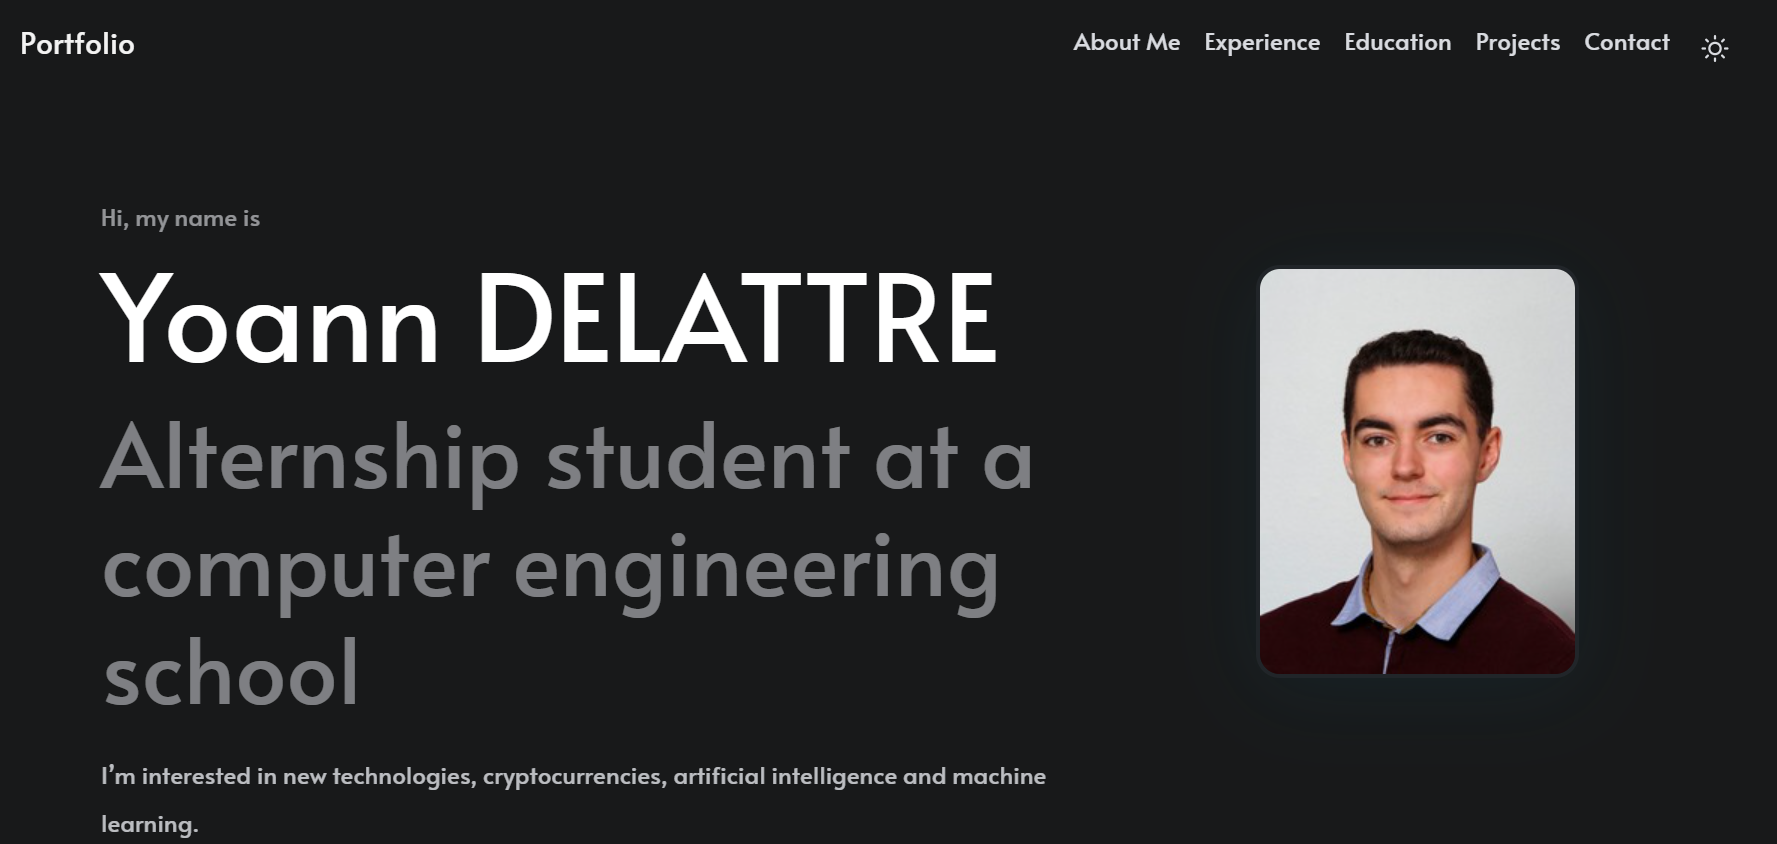 Portfolio
About Me Experience Education Projects Contact
Hi, my name is
Yoann DELATTRE
Alternship student at a
computer engineering
school
I’m interested in new technologies, cryptocurrencies, artificial intelligence and machine
learning.